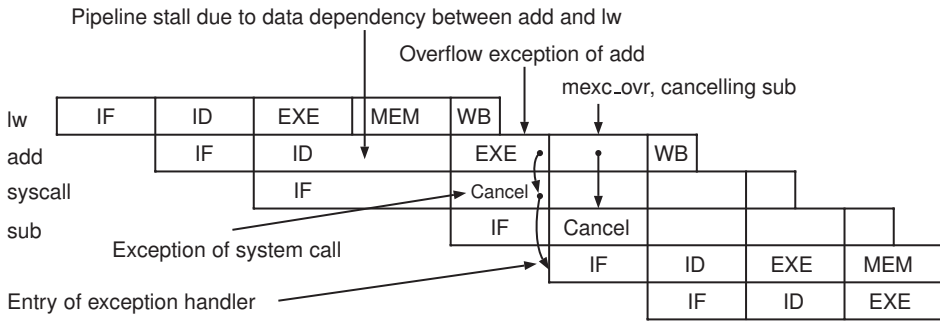 Pipeline stall due to data dependency between add and lw
Overflow exception of add
mexc_ovr, cancelling sub
lw IF ID EXE MEM WB
add IF ID EXE WB
syscall IF Cancel
sub IF Cancel
Exception of system call
IF ID EXE MEM
Entry of exception handler IF ID EXE